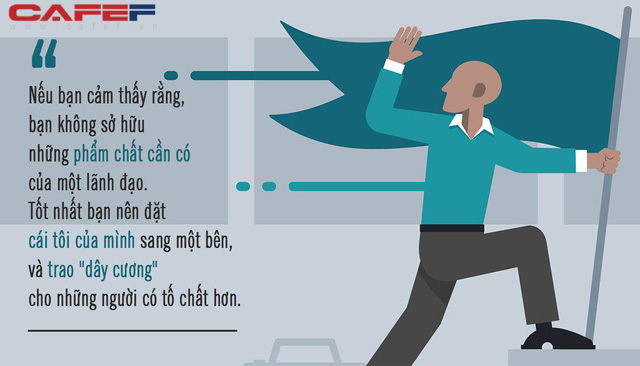 CAFEF
Nếu bạn cảm thấy rằng,
bạn không sở hữu
những phẩm chất cần có
của một lãnh đạo.
Tốt nhất bạn nên đặt
cái tôi của mình sang một bên,
và trao "dây cương"
cho những người có tố chất hơn.